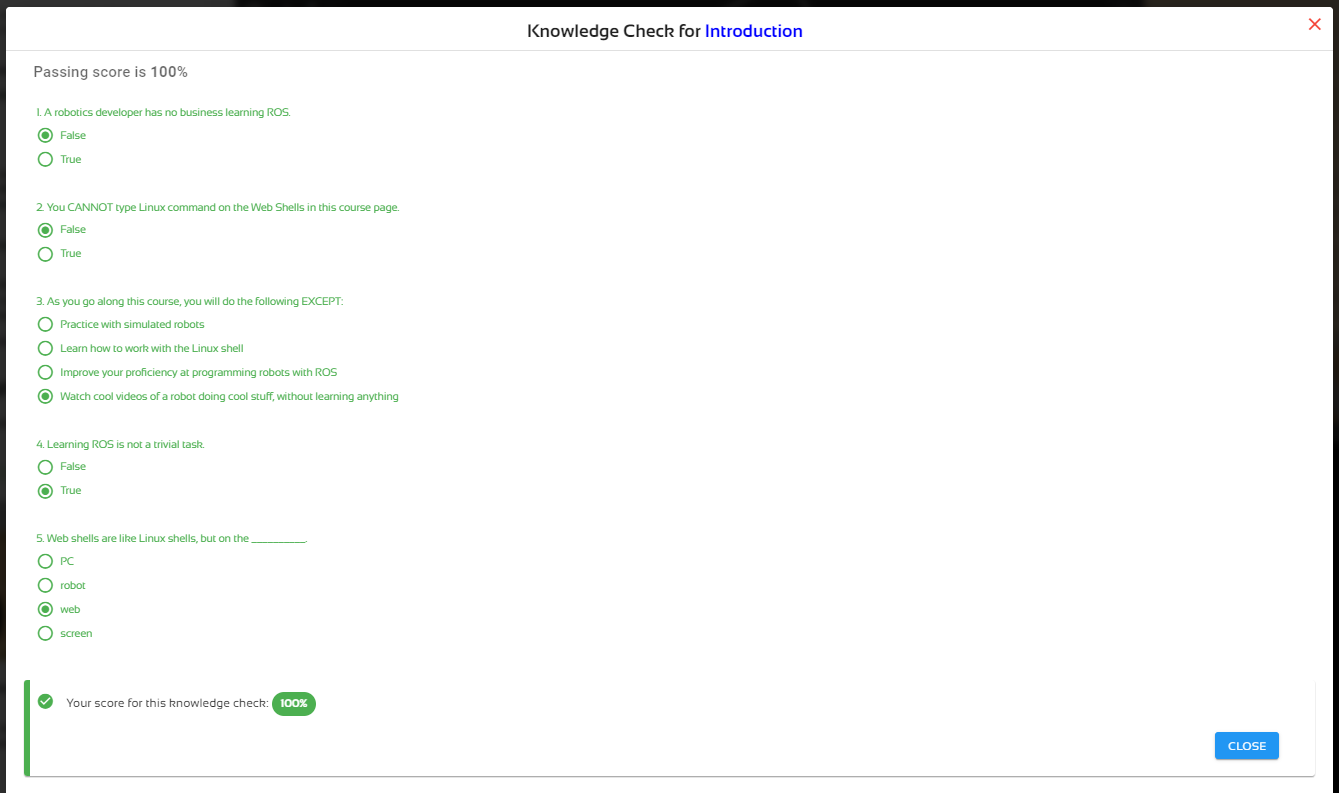 Knowledge Check for Introduction
Passing score is 100%
1. A robotics developer has no business learning ROS.
False
True
2. You CANNOT type Linux command on the Web Shells in this course page.
False
True
3. As you go along this course, you will do the following EXCEPT:
Practice with simulated robots
Learn how to work with the Linux shell
Improve your proficiency at programming robots with ROS
Watch cool videos of a robot doing cool stuff, without learning anything
4. Learning ROS is not a trivial task.
False
True
5. Web shells are like Linux shells, but on the __________.
PC
robot
web
screen
Your score for this knowledge check: 100%
CLOSE